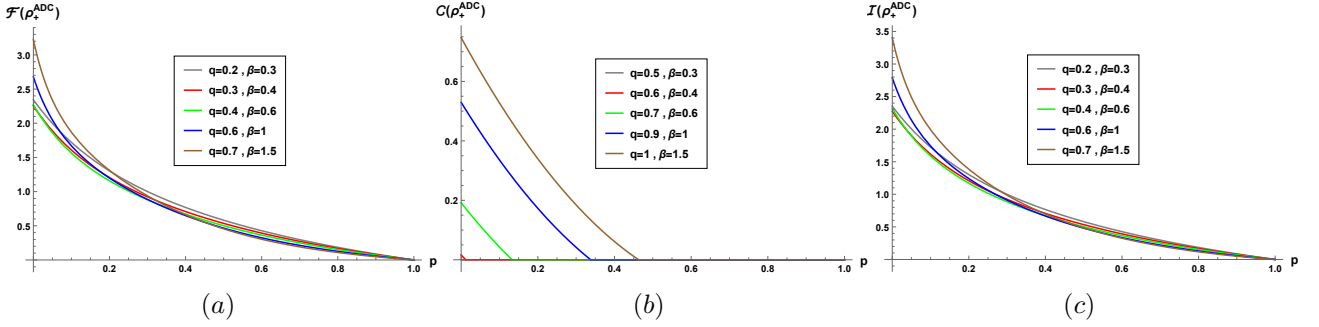 𝓕(ρ₊^ADC)
3.0
2.5
2.0
1.5
1.0
0.5
0.2 0.4 0.6 0.8 1.0 p
q=0.2 , β=0.3
q=0.3 , β=0.4
q=0.4 , β=0.6
q=0.6 , β=1
q=0.7 , β=1.5
(a)
C(ρ₊^ADC)
0.6
0.4
0.2
0.2 0.4 0.6 0.8 1.0 p
q=0.5 , β=0.3
q=0.6 , β=0.4
q=0.7 , β=0.6
q=0.9 , β=1
q=1 , β=1.5
(b)
𝓘(ρ₊^ADC)
3.5
3.0
2.5
2.0
1.5
1.0
0.5
0.2 0.4 0.6 0.8 1.0 p
q=0.2 , β=0.3
q=0.3 , β=0.4
q=0.4 , β=0.6
q=0.6 , β=1
q=0.7 , β=1.5
(c)